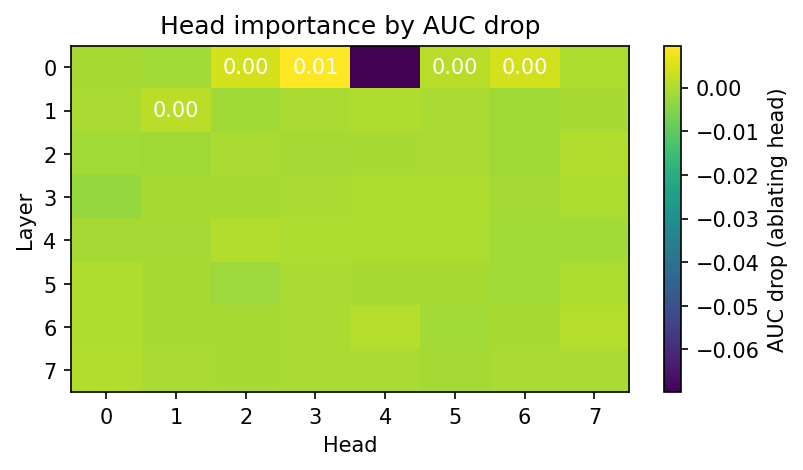 Head importance by AUC drop
0 0.00 0.01 0.00 0.00
1 0.00
2
3
4
5
6
7
Layer
0 1 2 3 4 5 6 7
Head
0.00
−0.01
−0.02
−0.03
−0.04
−0.05
−0.06
AUC drop (ablating head)